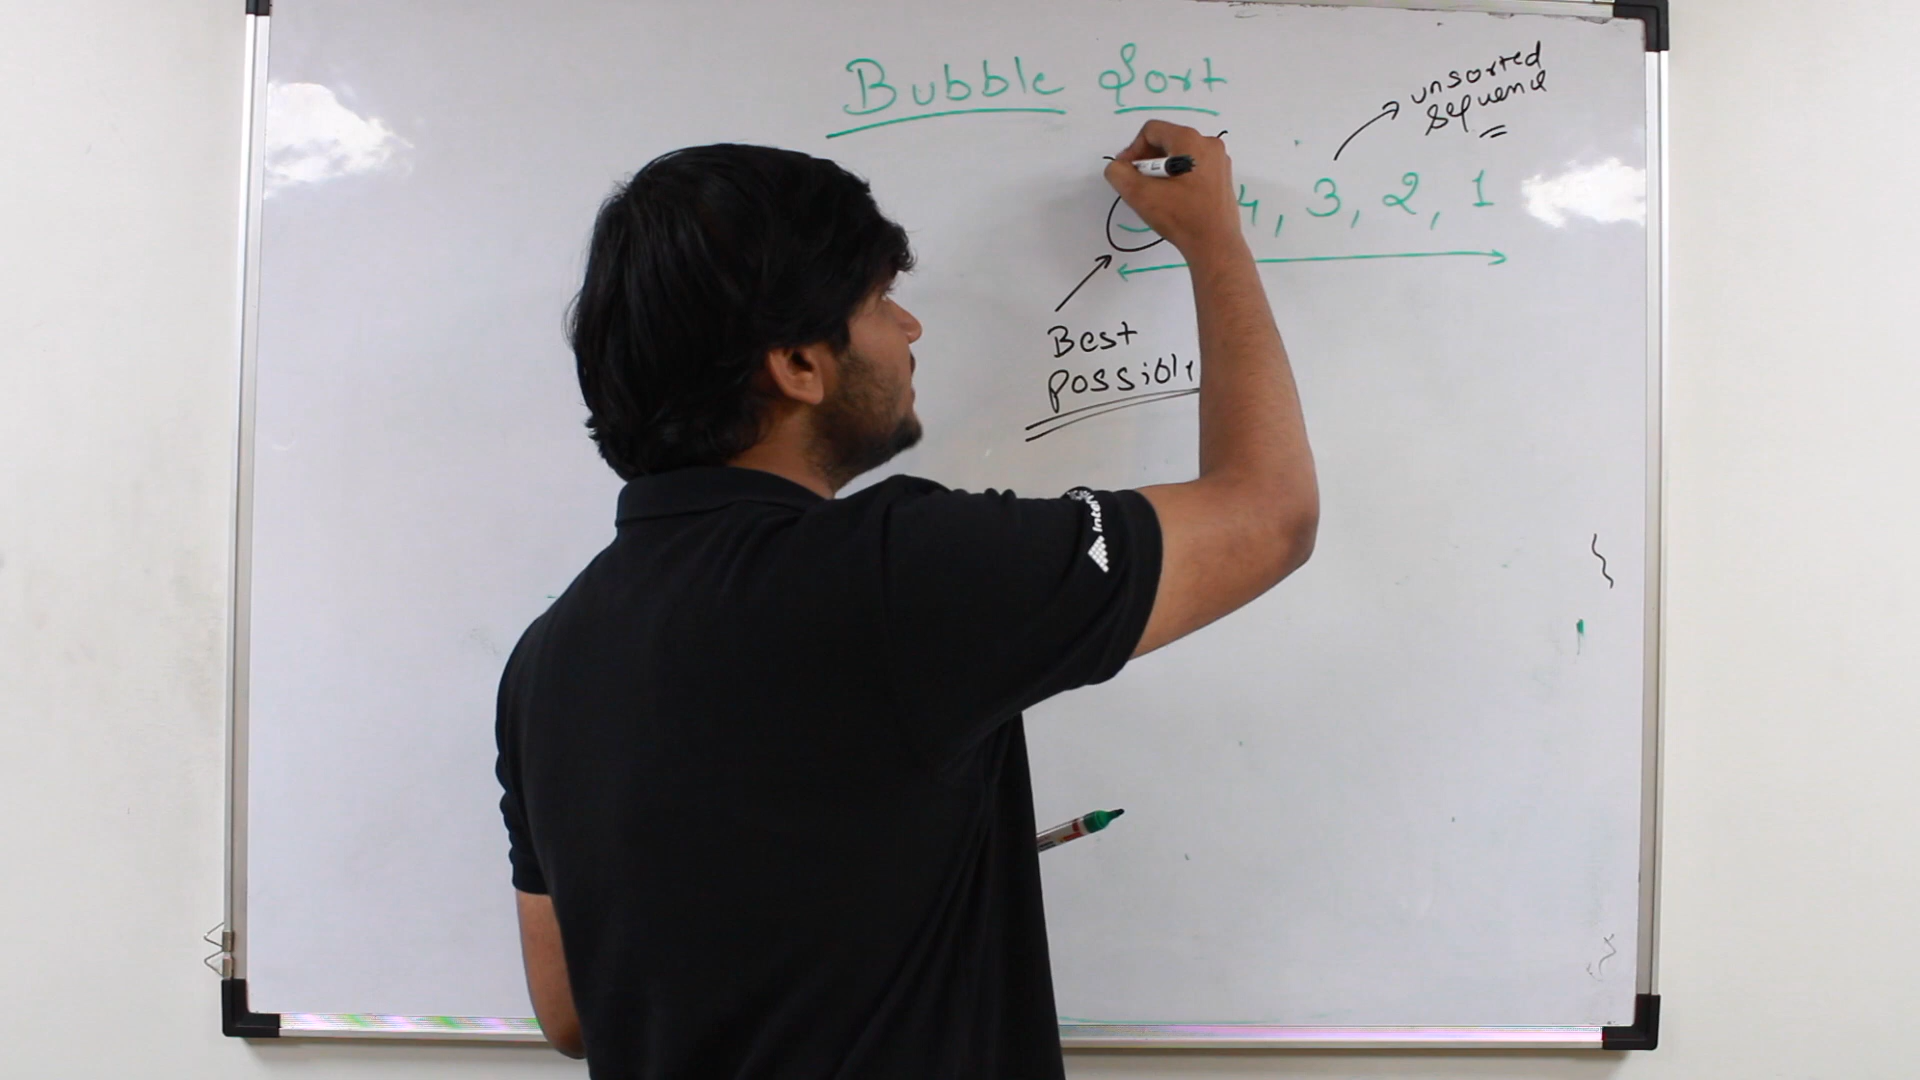 Bubble Sort
unsorted
sequence
4, 3, 2, 1
Best
possible